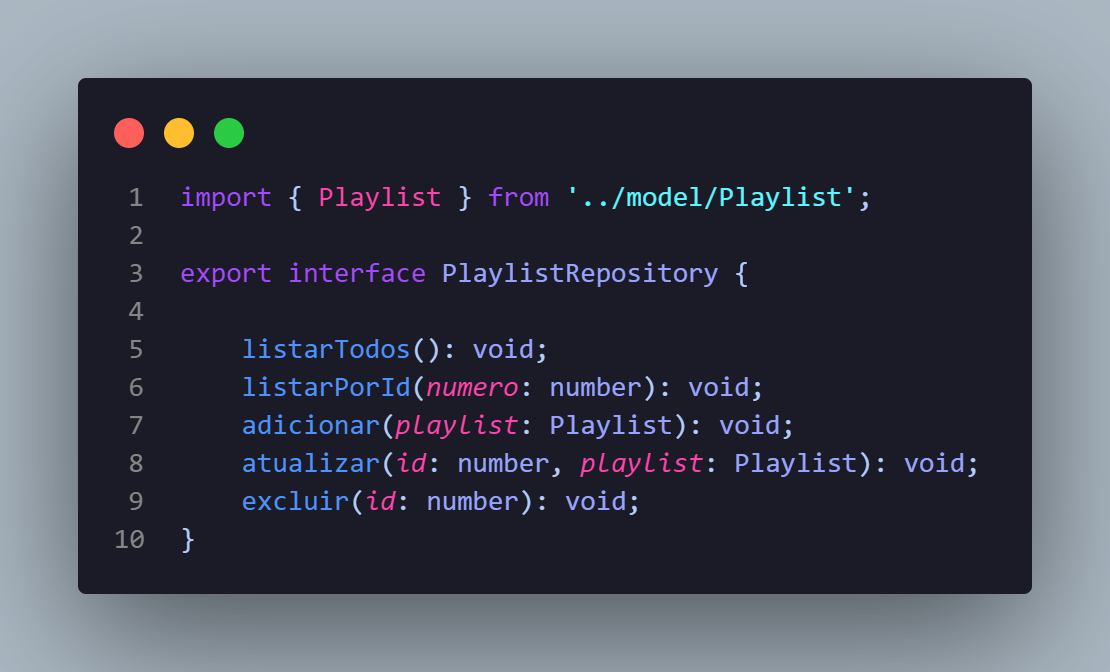 1 import { Playlist } from '../model/Playlist';
2
3 export interface PlaylistRepository {
4
5     listarTodos(): void;
6     listarPorId(numero: number): void;
7     adicionar(playlist: Playlist): void;
8     atualizar(id: number, playlist: Playlist): void;
9     excluir(id: number): void;
10 }